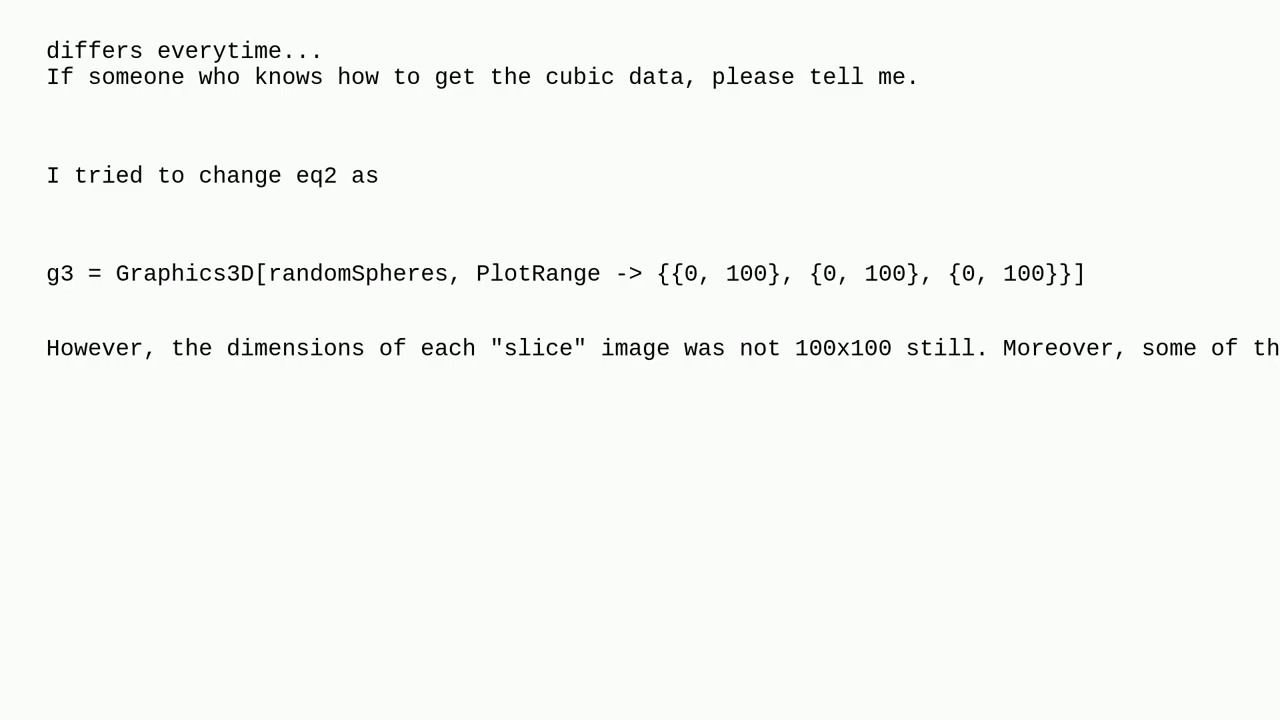 differs everytime...
If someone who knows how to get the cubic data, please tell me.
I tried to change eq2 as
g3 = Graphics3D[randomSpheres, PlotRange -> {{0, 100}, {0, 100}, {0, 100}}]
However, the dimensions of each "slice" image was not 100x100 still. Moreover, some of